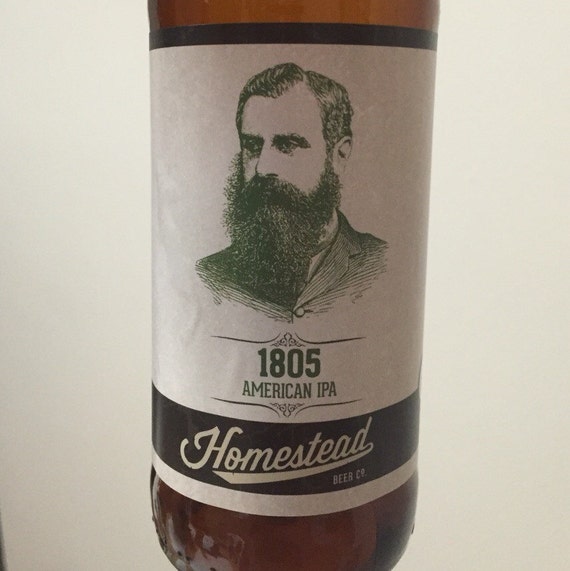 1805
AMERICAN IPA
Homestead
BEER CO.